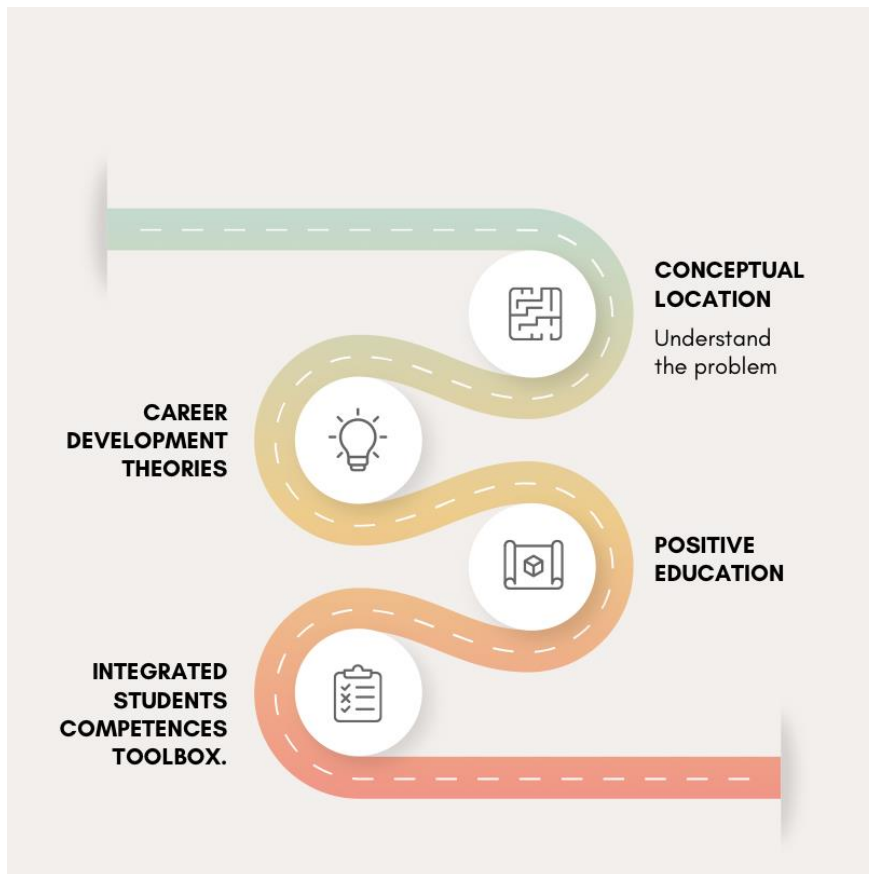 CONCEPTUAL
LOCATION
Understand
the problem
CAREER
DEVELOPMENT
THEORIES
POSITIVE
EDUCATION
INTEGRATED
STUDENTS
COMPETENCES
TOOLBOX.